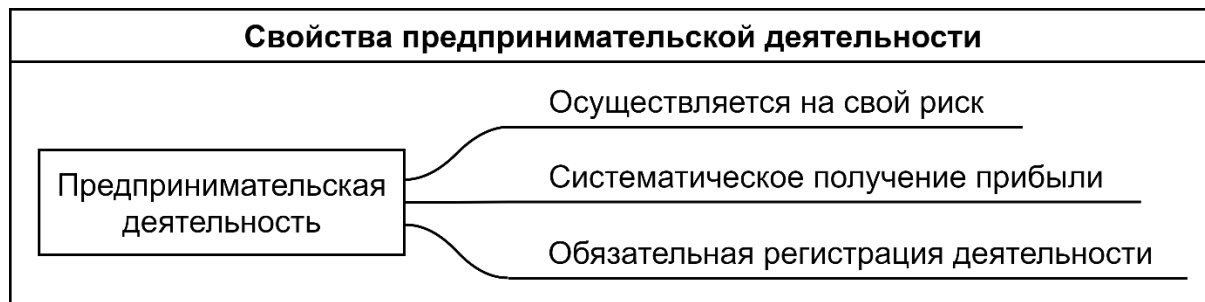 Свойства предпринимательской деятельности
Осуществляется на свой риск
Предпринимательская
деятельность
Систематическое получение прибыли
Обязательная регистрация деятельности